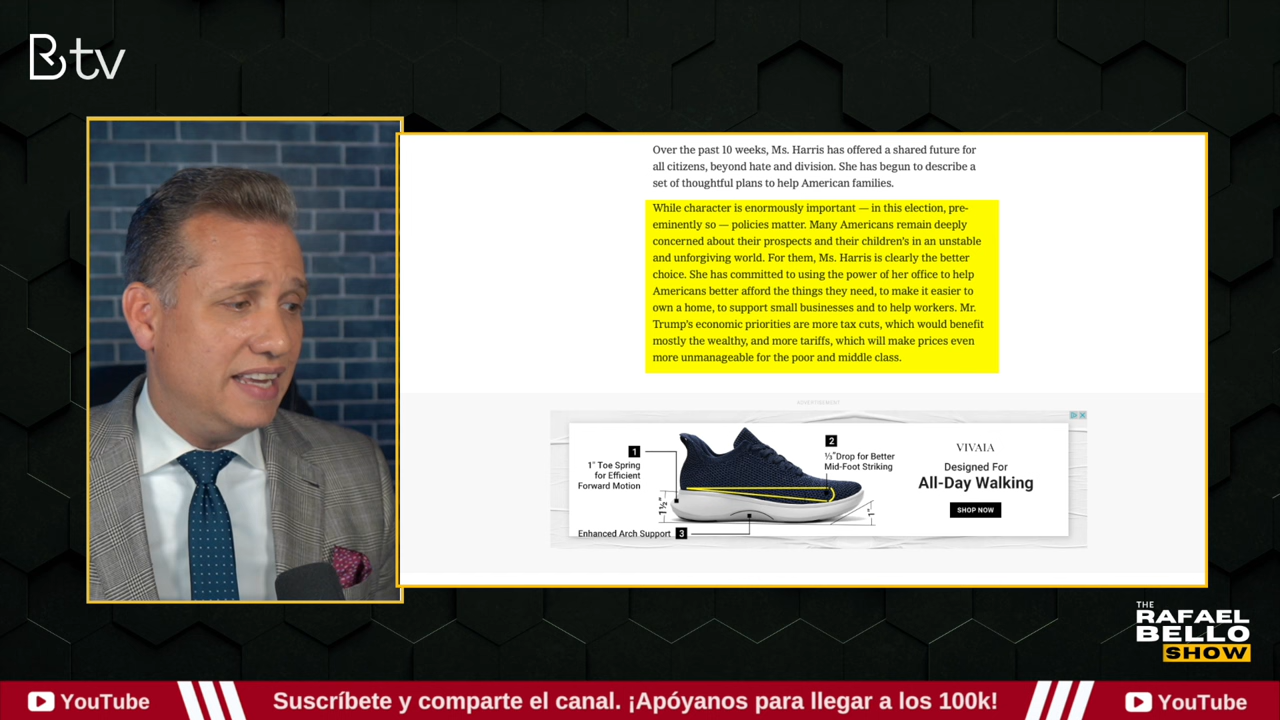 Btv
Over the past 10 weeks, Ms. Harris has offered a shared future for
all citizens, beyond hate and division. She has begun to describe a
set of thoughtful plans to help American families.
While character is enormously important — in this election, pre-
eminently so — policies matter. Many Americans remain deeply
concerned about their prospects and their children's in an unstable
and unforgiving world. For them, Ms. Harris is clearly the better
choice. She has committed to using the power of her office to help
Americans better afford the things they need, to make it easier to
own a home, to support small businesses and to help workers. Mr.
Trump's economic priorities are more tax cuts, which would benefit
mostly the wealthy, and more tariffs, which will make prices even
more unmanageable for the poor and middle class.
ADVERTISEMENT
1
1" Toe Spring
for Efficient
Forward Motion
2
⅓"Drop for Better
Mid-Foot Striking
1½"
1"
Enhanced Arch Support 3
VIVAIA
Designed For
All-Day Walking
SHOP NOW
THE
RAFAEL
BELLO
SHOW
YouTube
Suscríbete y comparte el canal. ¡Apóyanos para llegar a los 100k!
YouTube